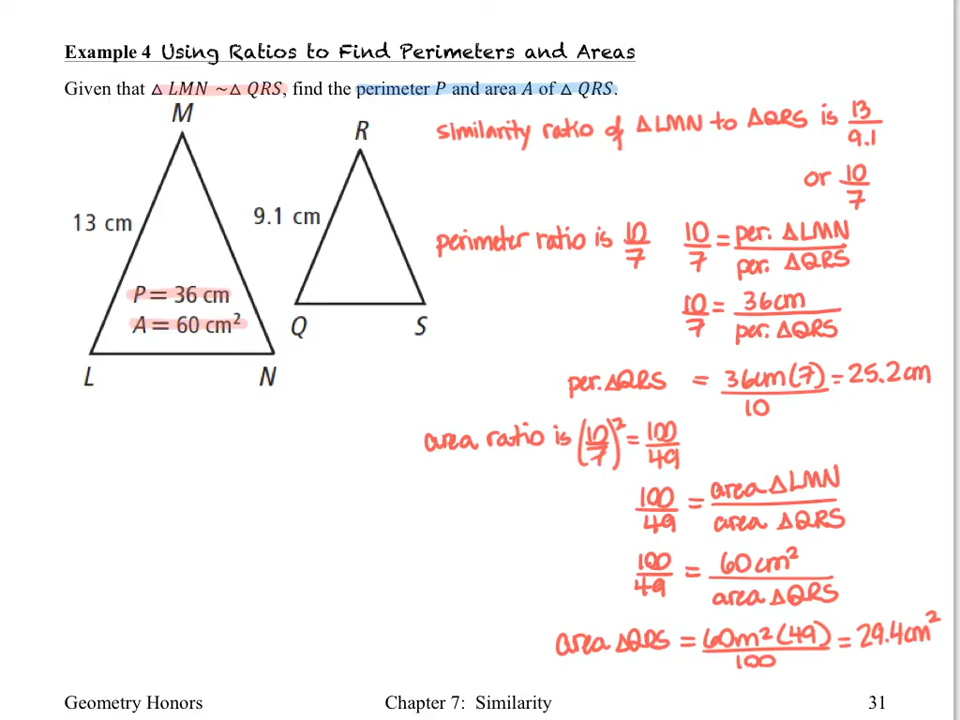 Example 4 Using Ratios to Find Perimeters and Areas
Given that △ LMN ~△ QRS, find the perimeter P and area A of △ QRS.
M
R
13 cm
9.1 cm
P = 36 cm
A = 60 cm²
Q
S
L
N
similarity ratio of △LMN to △QRS is 13/9.1
or 10/7
perimeter ratio is 10/7 10/7 = per. △LMN/per. △QRS
10/7 = 36cm/per. △QRS
per. △QRS = 36cm(7)/10 = 25.2cm
area ratio is (10/7)² = 100/49
100/49 = area △LMN/area △QRS
100/49 = 60cm²/area △QRS
area △QRS = 60m²(49)/100 = 29.4cm²
Geometry Honors Chapter 7: Similarity 31